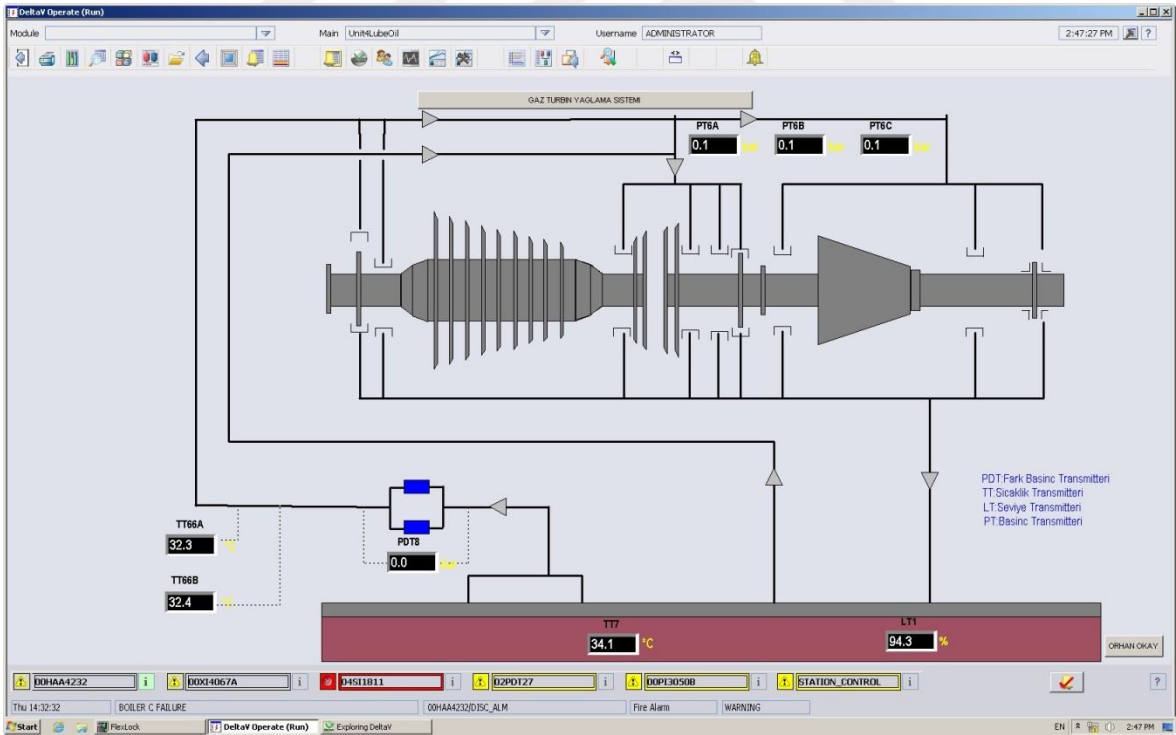 DeltaV Operate (Run)
Module
Main Unit4LubeOil
Username ADMINISTRATOR
2:47:27 PM
?
GAZ TURBIN YAGLAMA SISTEMI
PT6A PT6B PT6C
0.1 0.1 0.1
PDT:Fark Basinc Transmitteri
TT:Sicaklik Transmitteri
LT:Seviye Transmitteri
PT:Basinc Transmitteri
TT66A
32.3
PDT8
0.0
TT66B
32.4
TT7
34.1 °C
LT1
94.3 %
ORHAN OKAY
00HAA4232 i 00XI4067A i 04SI1811 i 02PDT27 i 00PI3050B i STATION_CONTROL i ?
Thu 14:32:32 BOILER C FAILURE 00HAA4232/DISC_ALM Fire Alarm WARNING
Start FlexLock DeltaV Operate (Run) Exploring DeltaV EN 2:47 PM